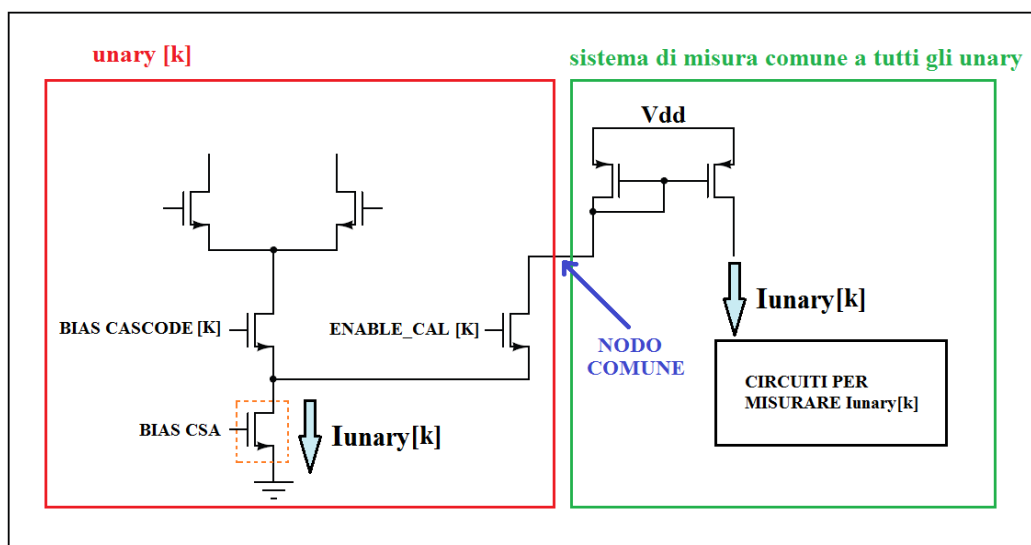 unary [k]
sistema di misura comune a tutti gli unary
Vdd
BIAS CASCODE [K]
ENABLE_CAL [K]
NODO
COMUNE
Iunary[k]
BIAS CSA
Iunary[k]
CIRCUITI PER
MISURARE Iunary[k]